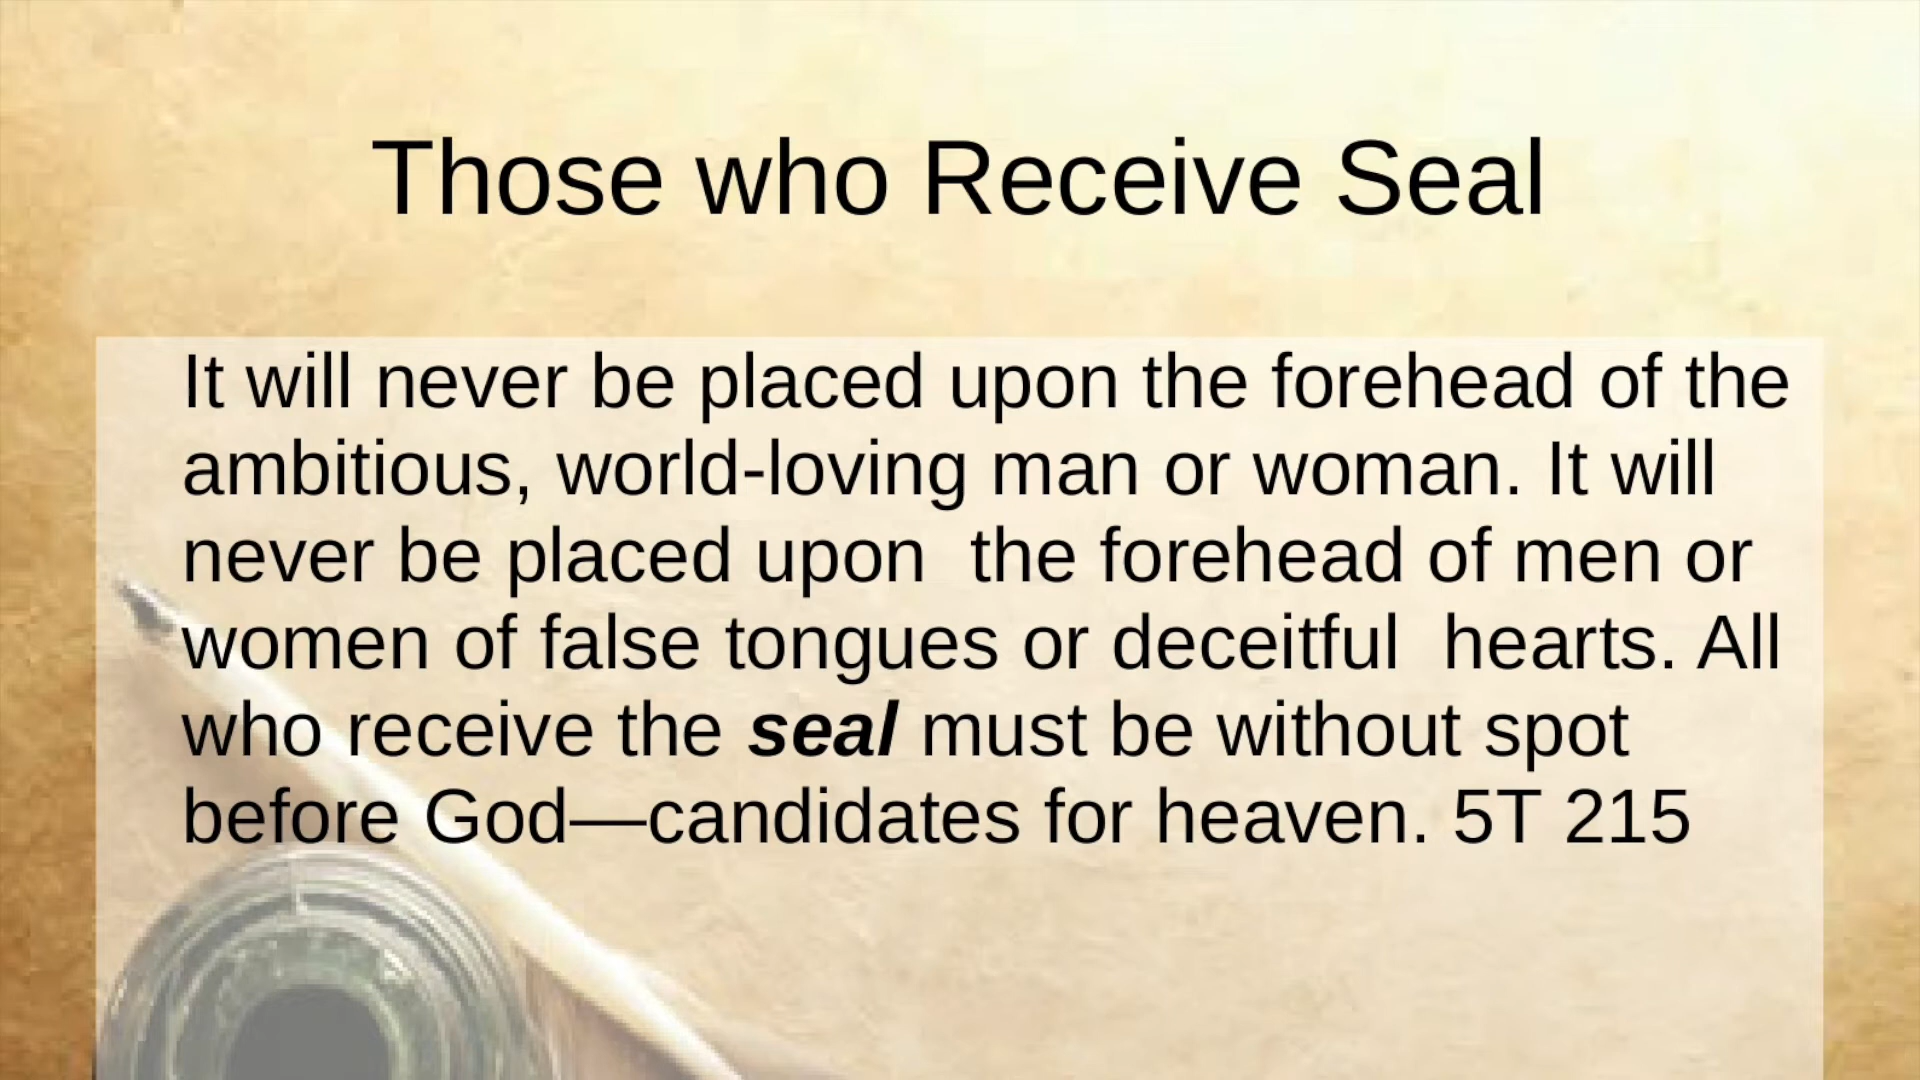 Those who Receive Seal
It will never be placed upon the forehead of the
ambitious, world-loving man or woman. It will
never be placed upon  the forehead of men or
women of false tongues or deceitful  hearts. All
who receive the seal must be without spot
before God—candidates for heaven. 5T 215